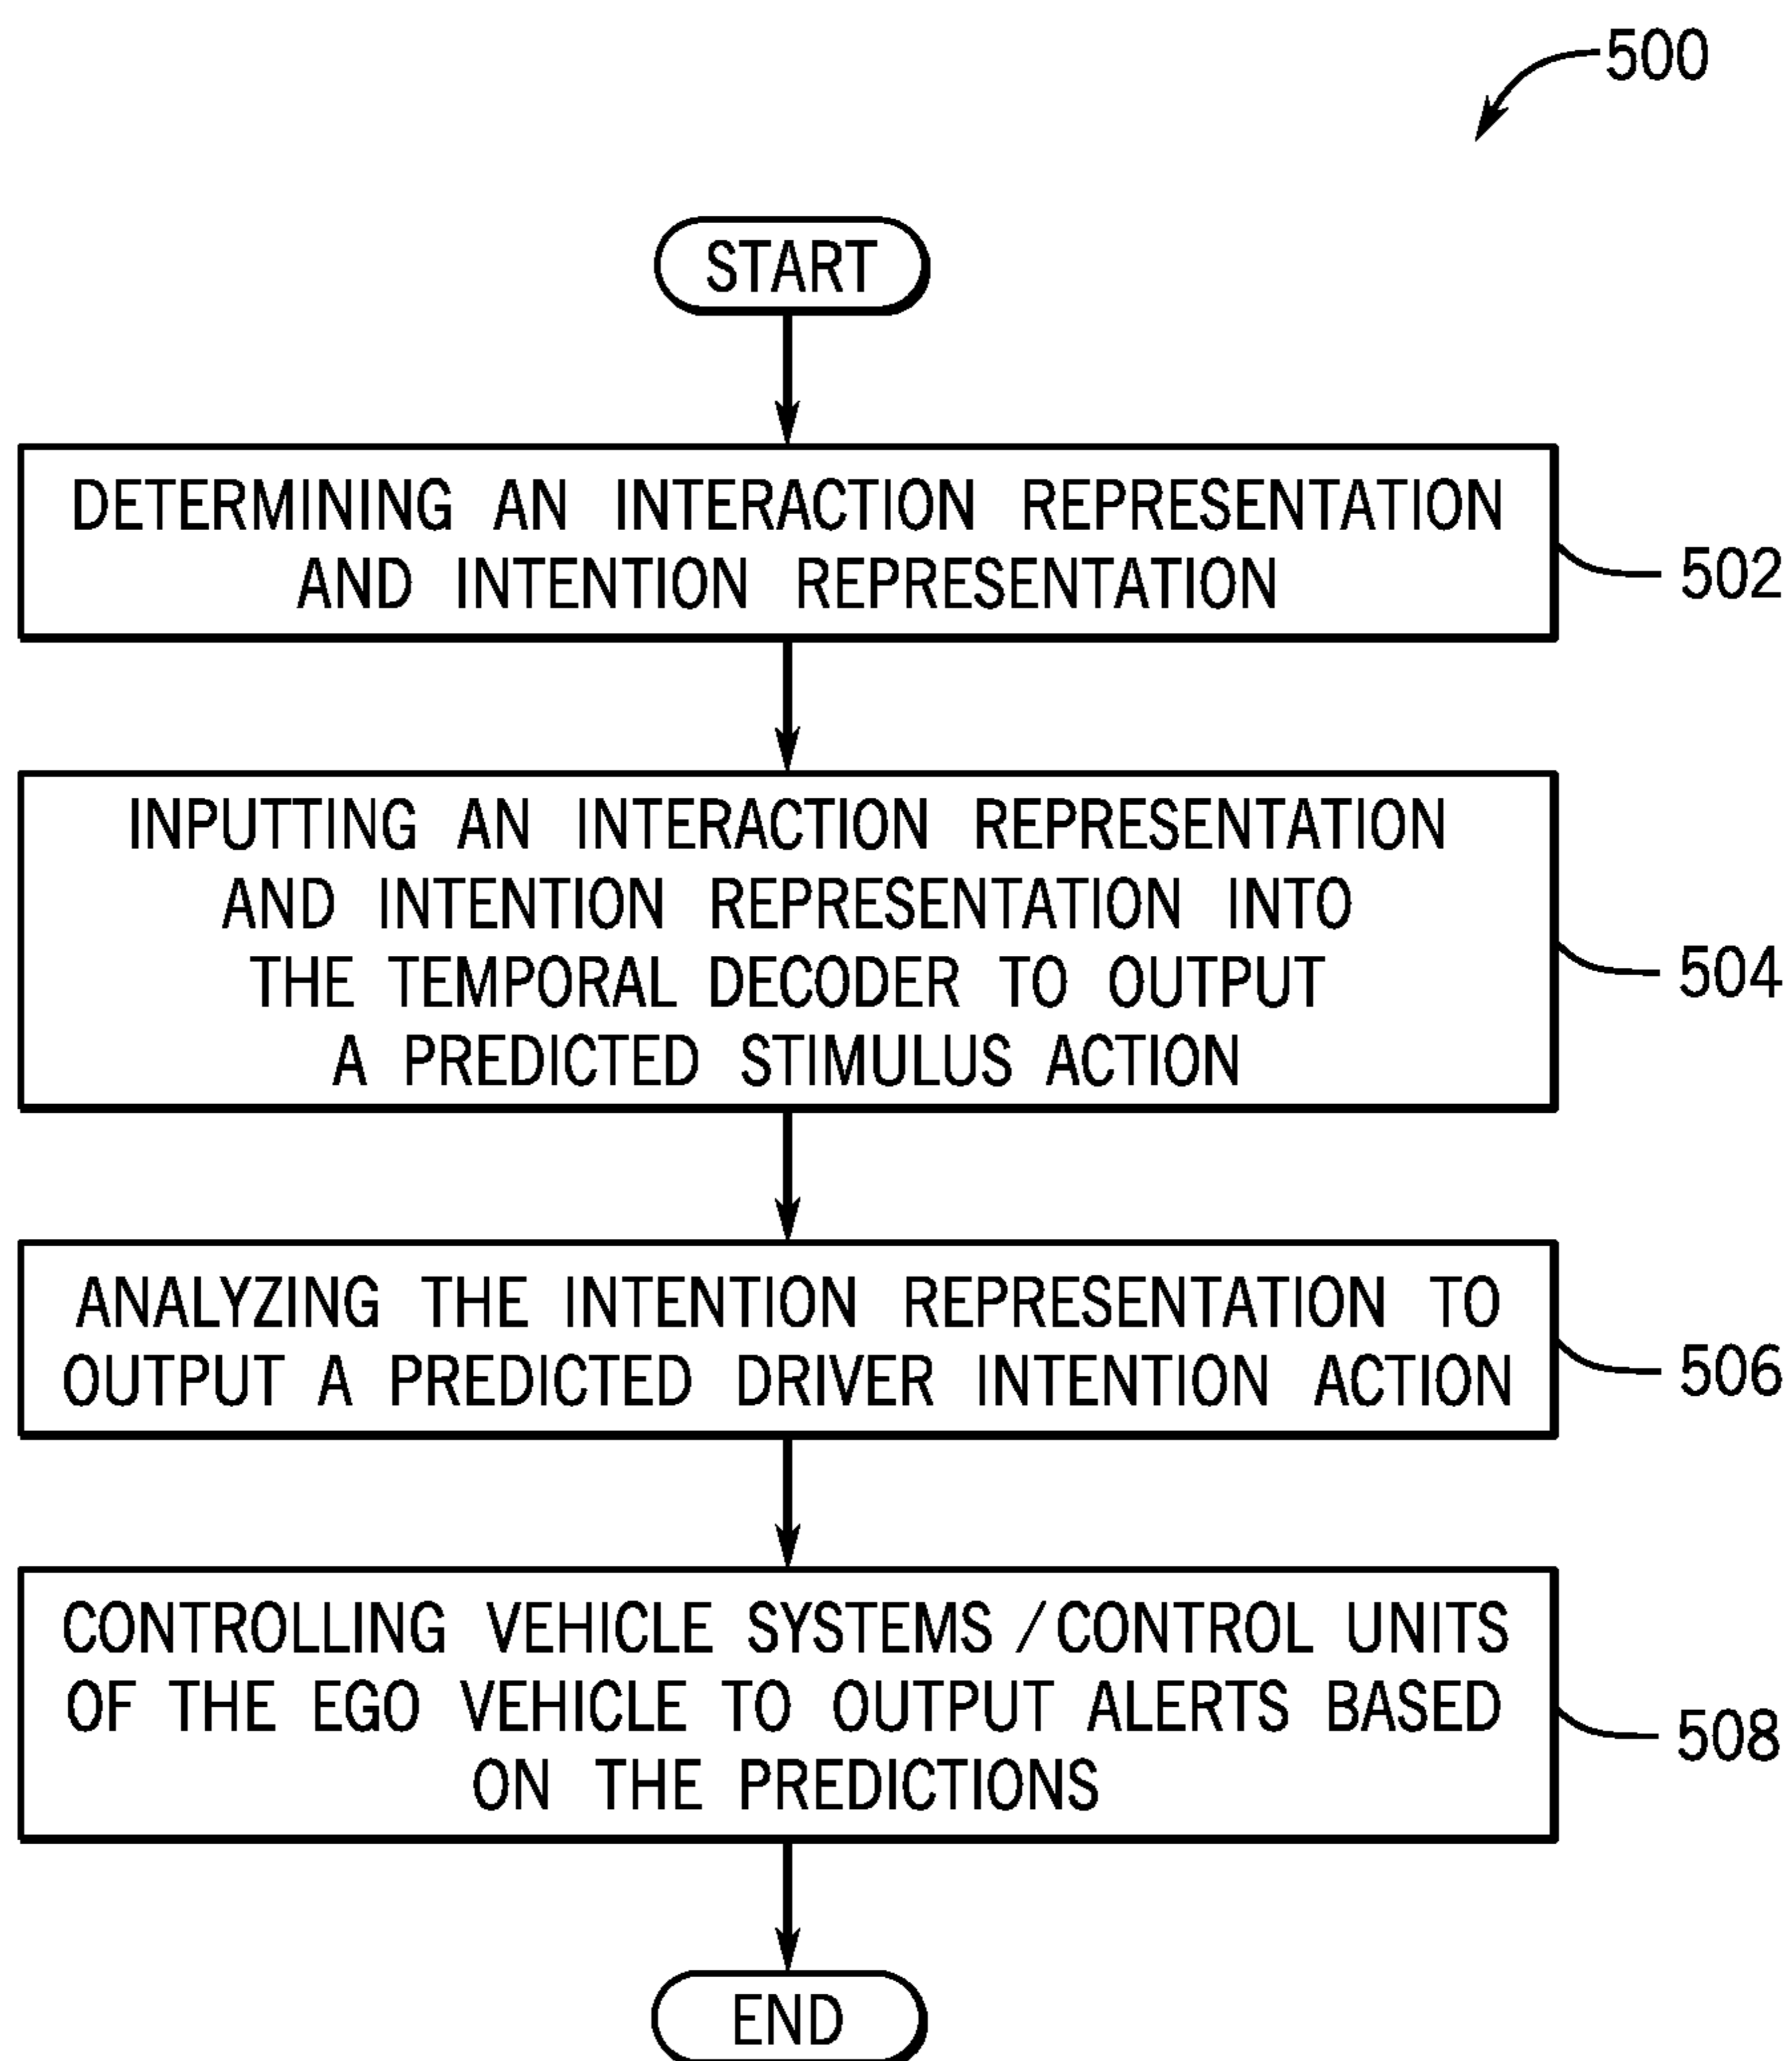 500
START
DETERMINING AN INTERACTION REPRESENTATION
AND INTENTION REPRESENTATION
502
INPUTTING AN INTERACTION REPRESENTATION
AND INTENTION REPRESENTATION INTO
THE TEMPORAL DECODER TO OUTPUT
A PREDICTED STIMULUS ACTION
504
ANALYZING THE INTENTION REPRESENTATION TO
OUTPUT A PREDICTED DRIVER INTENTION ACTION
506
CONTROLLING VEHICLE SYSTEMS /CONTROL UNITS
OF THE EGO VEHICLE TO OUTPUT ALERTS BASED
ON THE PREDICTIONS
508
END